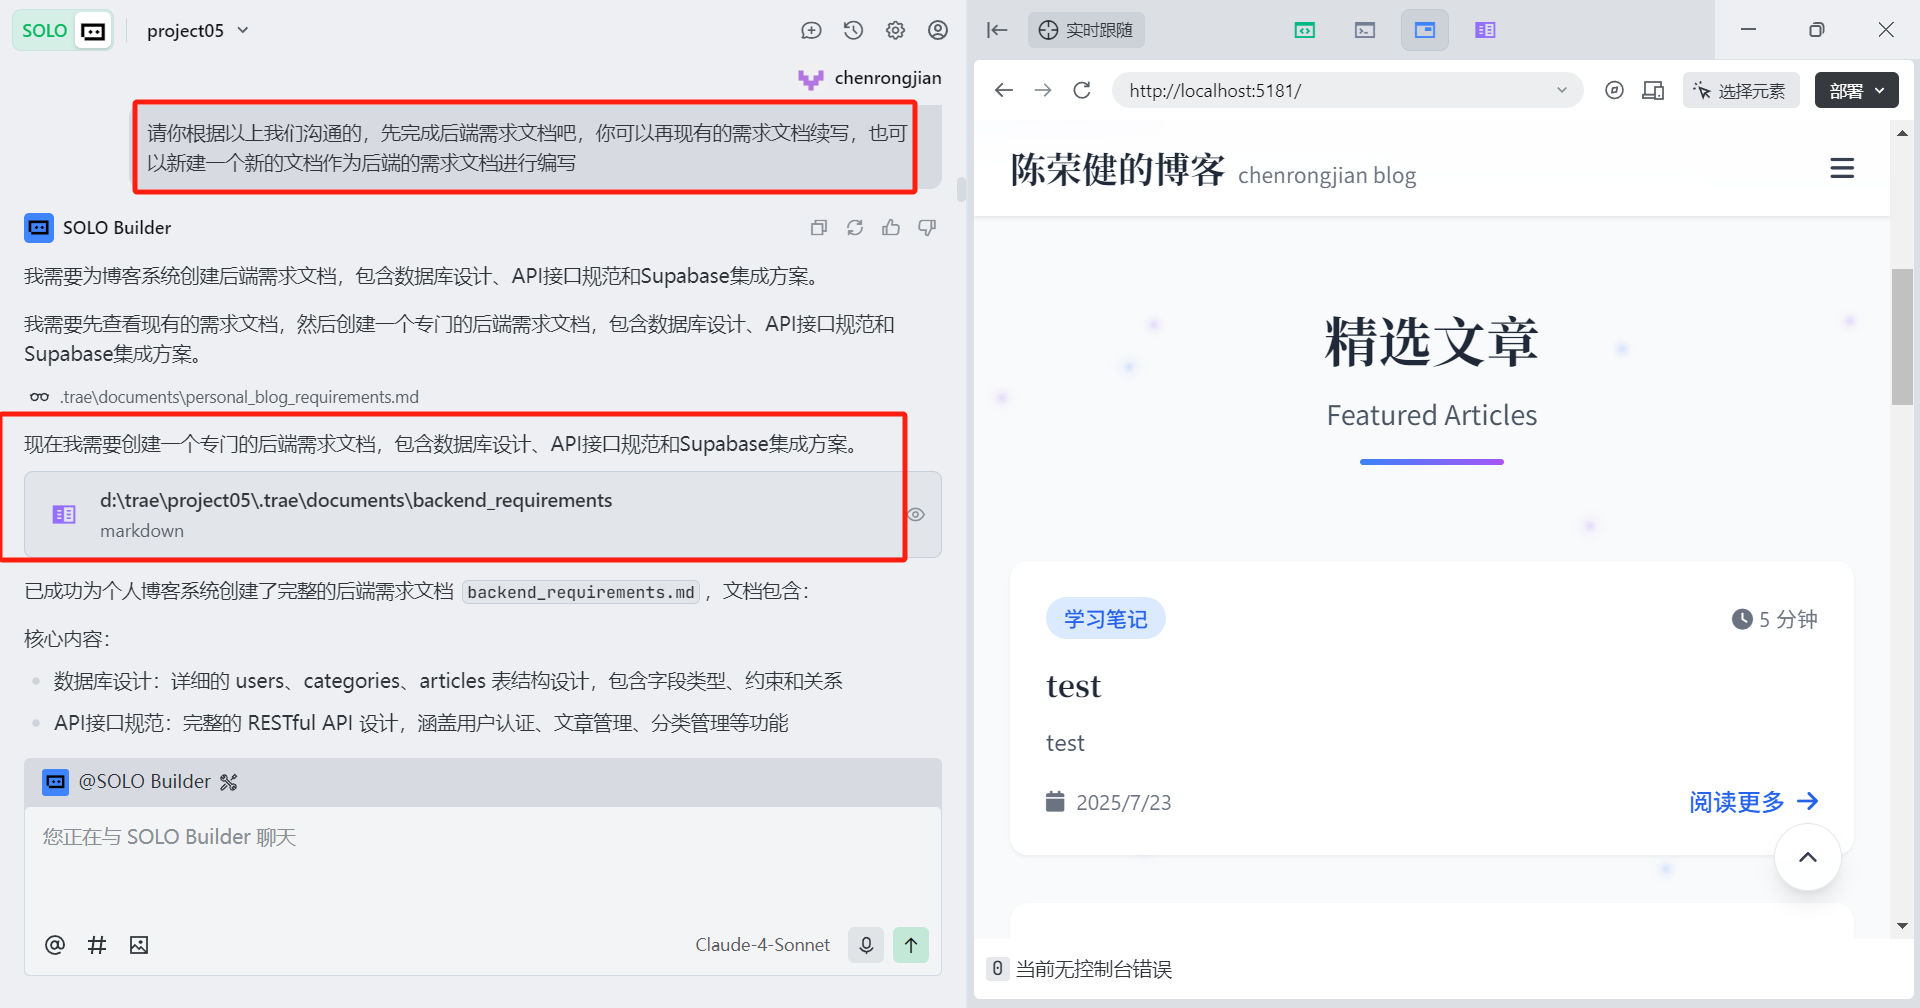 SOLO
project05
chenrongjian
请你根据以上我们沟通的，先完成后端需求文档吧，你可以再现有的需求文档续写，也可
以新建一个新的文档作为后端的需求文档进行编写
SOLO Builder
我需要为博客系统创建后端需求文档，包含数据库设计、API接口规范和Supabase集成方案。
我需要先查看现有的需求文档，然后创建一个专门的后端需求文档，包含数据库设计、API接口规范和
Supabase集成方案。
.trae\documents\personal_blog_requirements.md
现在我需要创建一个专门的后端需求文档，包含数据库设计、API接口规范和Supabase集成方案。
d:\trae\project05\.trae\documents\backend_requirements
markdown
已成功为个人博客系统创建了完整的后端需求文档 backend_requirements.md ，文档包含：
核心内容：
数据库设计：详细的 users、categories、articles 表结构设计，包含字段类型、约束和关系
API接口规范：完整的 RESTful API 设计，涵盖用户认证、文章管理、分类管理等功能
@SOLO Builder
您正在与 SOLO Builder 聊天
Claude-4-Sonnet
实时跟随
http://localhost:5181/
选择元素
部署
陈荣健的博客 chenrongjian blog
精选文章
Featured Articles
学习笔记
5 分钟
test
test
2025/7/23
阅读更多
0 当前无控制台错误